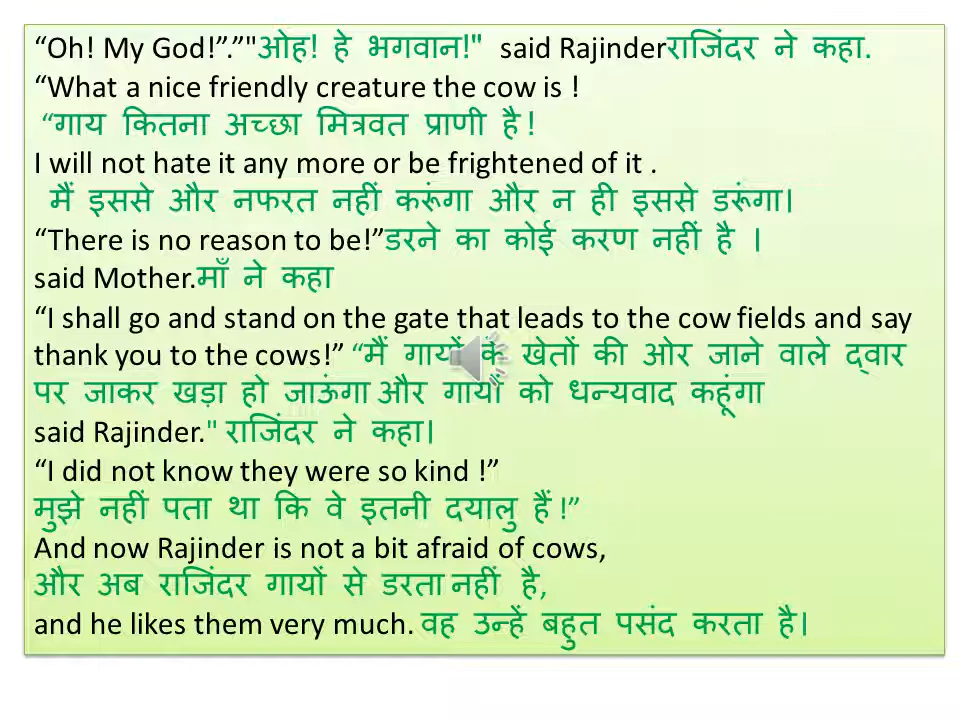 “Oh! My God!”.”"ओह! हे भगवान!" said Rajinderराजिंदर ने कहा.
“What a nice friendly creature the cow is !
“गाय कितना अच्छा मित्रवत प्राणी है!
I will not hate it any more or be frightened of it .
मैं इससे और नफरत नहीं करूंगा और न ही इससे डरूंगा।
“There is no reason to be!”डरने का कोई करण नहीं है ।
said Mother.माँ ने कहा
“I shall go and stand on the gate that leads to the cow fields and say
thank you to the cows!” “मैं गायों के खेतों की ओर जाने वाले द्वार
पर जाकर खड़ा हो जाऊंगा और गायों को धन्यवाद कहूंगा
said Rajinder." राजिंदर ने कहा।
“I did not know they were so kind !”
मुझे नहीं पता था कि वे इतनी दयालु हैं!”
And now Rajinder is not a bit afraid of cows,
और अब राजिंदर गायों से डरता नहीं है,
and he likes them very much. वह उन्हें बहुत पसंद करता है।